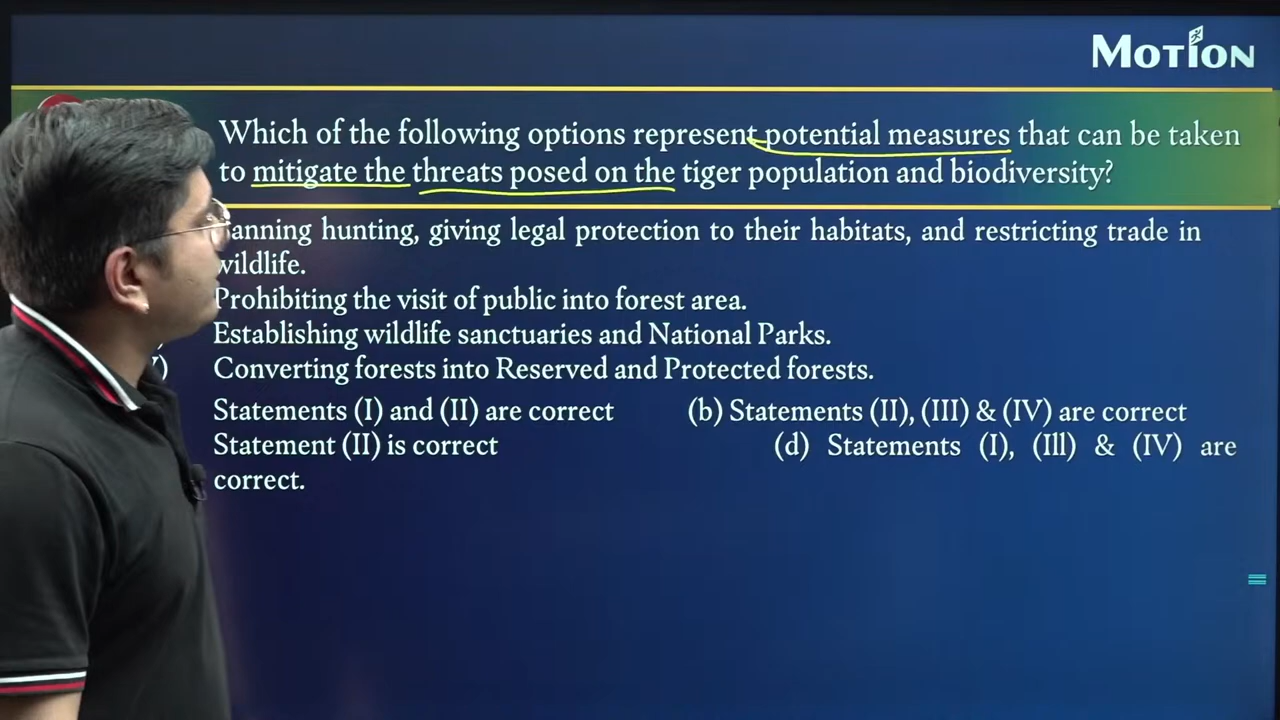 MOTION
Which of the following options represent potential measures that can be taken
to mitigate the threats posed on the tiger population and biodiversity?
anning hunting, giving legal protection to their habitats, and restricting trade in
wildlife.
Prohibiting the visit of public into forest area.
Establishing wildlife sanctuaries and National Parks.
) Converting forests into Reserved and Protected forests.
Statements (I) and (II) are correct (b) Statements (II), (III) & (IV) are correct
Statement (II) is correct (d) Statements (I), (Ill) & (IV) are
correct.